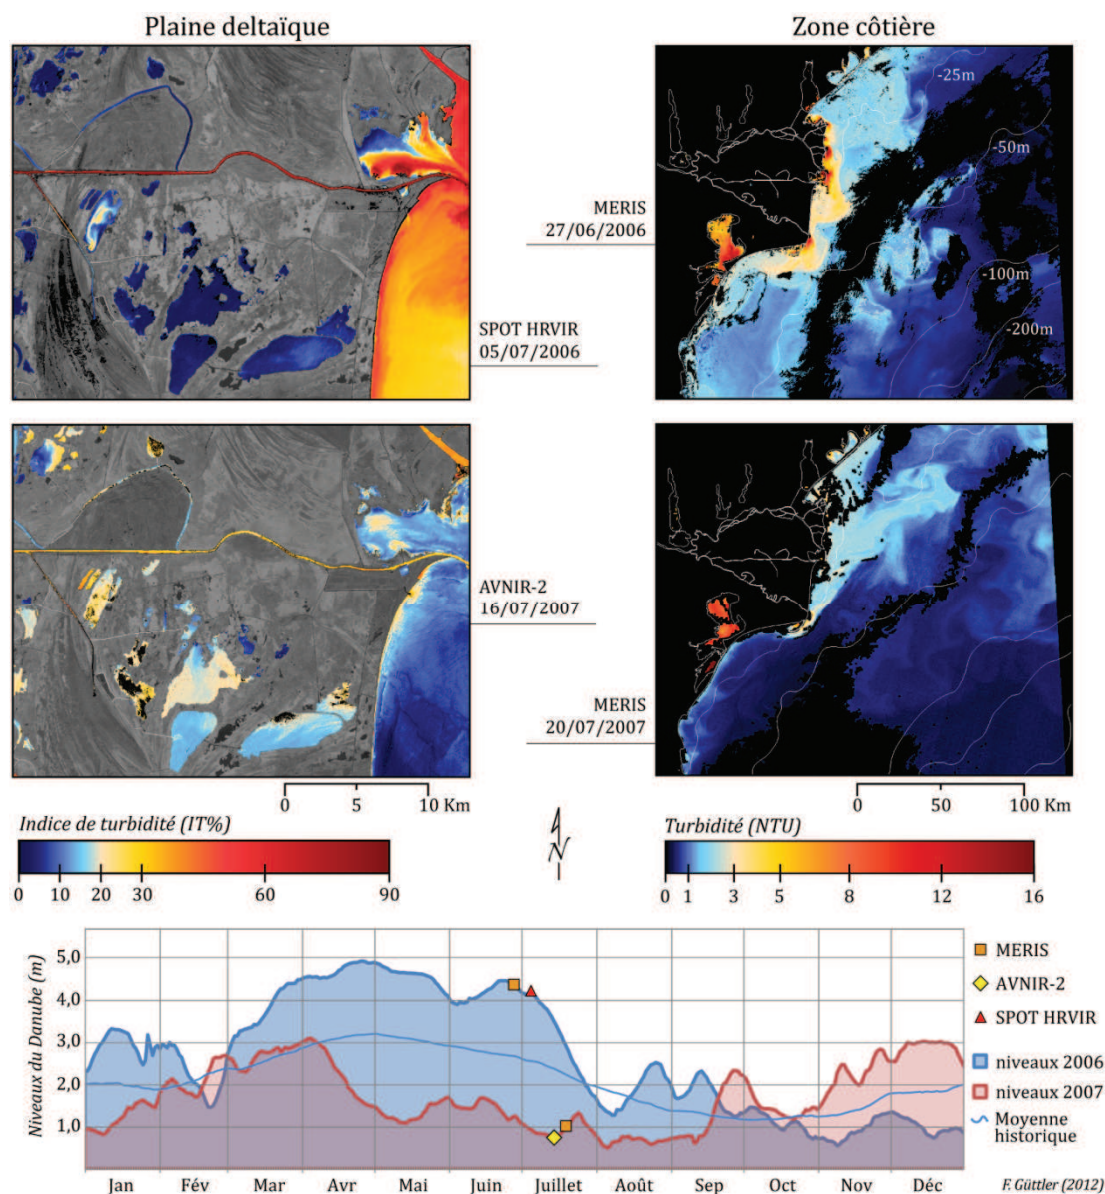 Plaine deltaïque
Zone côtière
-25m
-50m
-100m
-200m
MERIS
27/06/2006
SPOT HRVIR
05/07/2006
AVNIR-2
16/07/2007
MERIS
20/07/2007
0 5 10 Km
0 50 100 Km
Indice de turbidité (IT%)
0 10 20 30 60 90
N
Turbidité (NTU)
0 1 3 5 8 12 16
Niveaux du Danube (m)
5,0
4,0
3,0
2,0
1,0
Jan Fév Mar Avr Mai Juin Juillet Août Sep Oct Nov Déc
MERIS
AVNIR-2
SPOT HRVIR
niveaux 2006
niveaux 2007
Moyenne
historique
F. Güttler (2012)